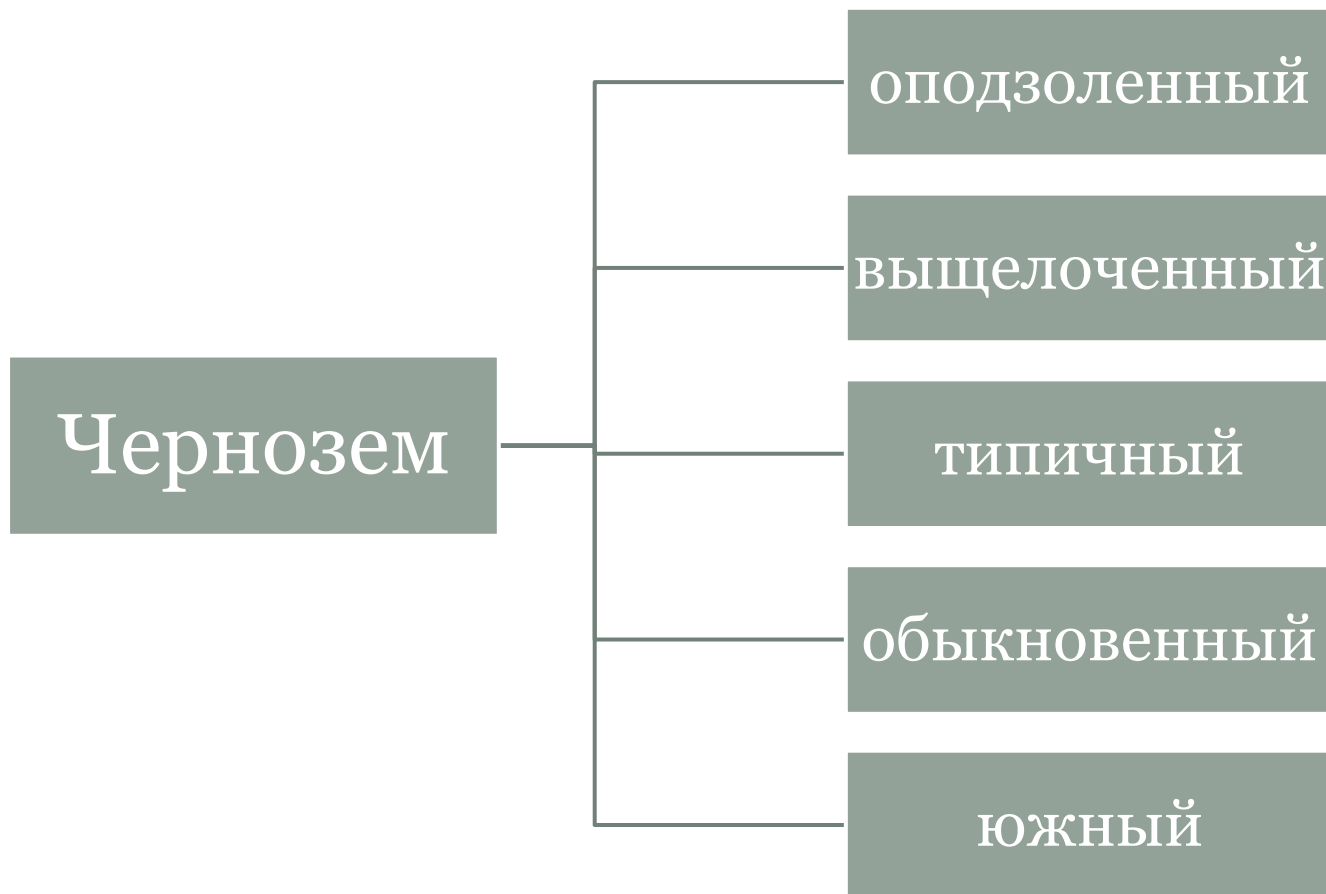 Чернозем
оподзоленный
выщелоченный
типичный
обыкновенный
южный